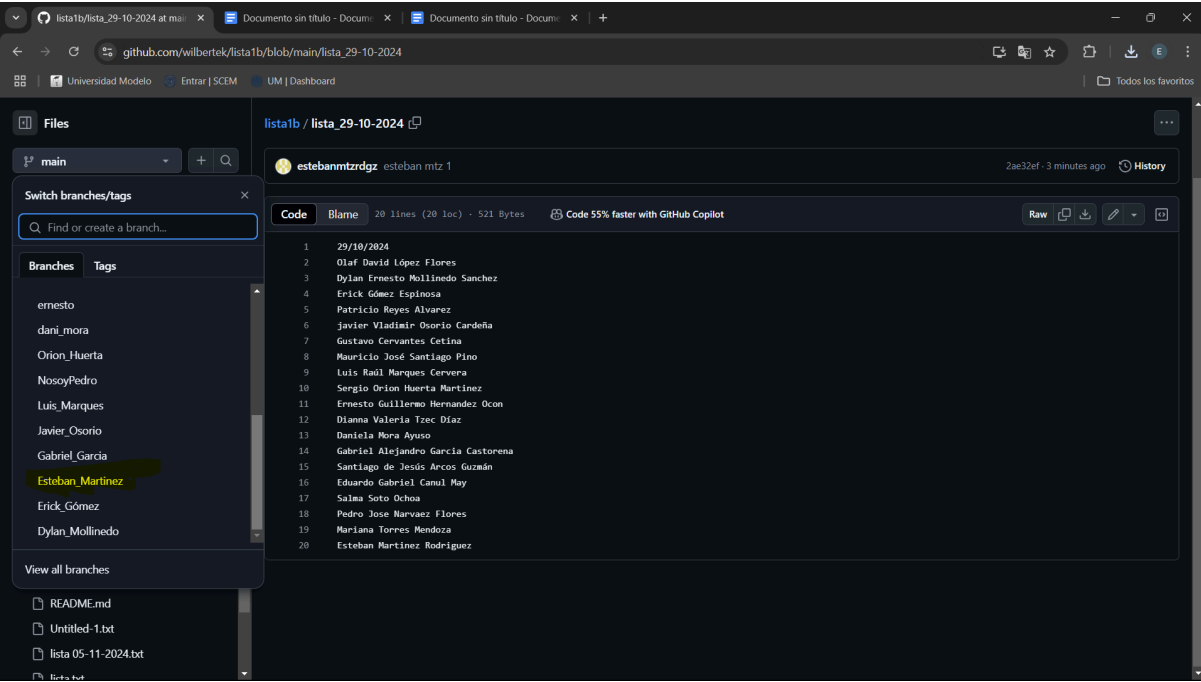 lista1b/lista_29-10-2024 at mai
Documento sin título - Docume
Documento sin título - Docume
github.com/wilbertek/lista1b/blob/main/lista_29-10-2024
E
Universidad Modelo
Entrar | SCEM
UM | Dashboard
Todos los favoritos
Files
lista1b / lista_29-10-2024
main
estebanmtzrdgz esteban mtz 1
2ae32ef · 3 minutes ago
History
Switch branches/tags
Find or create a branch...
Branches
Tags
ernesto
dani_mora
Orion_Huerta
NosoyPedro
Luis_Marques
Javier_Osorio
Gabriel_Garcia
Esteban_Martinez
Erick_Gómez
Dylan_Mollinedo
View all branches
README.md
Untitled-1.txt
lista 05-11-2024.txt
lista.txt
Code
Blame
20 lines (20 loc) · 521 Bytes
Code 55% faster with GitHub Copilot
Raw
1 29/10/2024
2 Olaf David López Flores
3 Dylan Ernesto Mollinedo Sanchez
4 Erick Gómez Espinosa
5 Patricio Reyes Alvarez
6 javier Vladimir Osorio Cardeña
7 Gustavo Cervantes Cetina
8 Mauricio José Santiago Pino
9 Luis Raúl Marques Cervera
10 Sergio Orion Huerta Martinez
11 Ernesto Guillermo Hernandez Ocon
12 Dianna Valeria Tzec Díaz
13 Daniela Mora Ayuso
14 Gabriel Alejandro Garcia Castorena
15 Santiago de Jesús Arcos Guzmán
16 Eduardo Gabriel Canul May
17 Salma Soto Ochoa
18 Pedro Jose Narvaez Flores
19 Mariana Torres Mendoza
20 Esteban Martinez Rodriguez